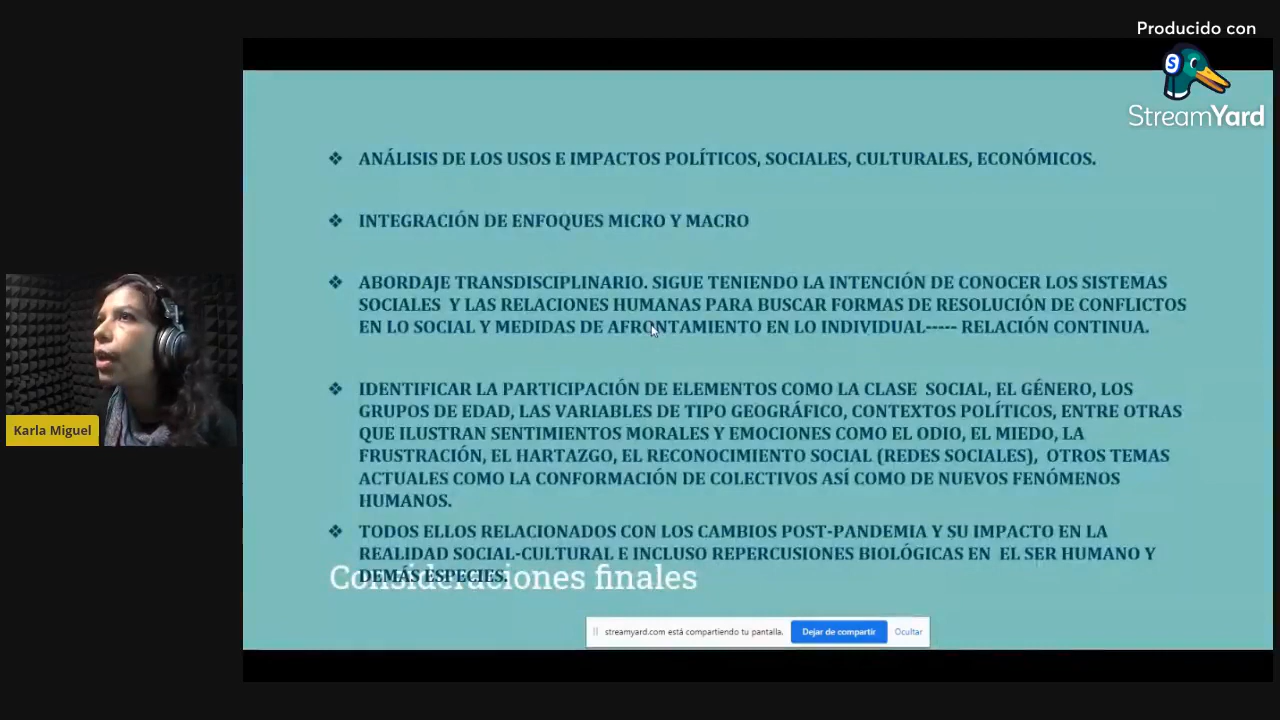 Producido con
StreamYard
ANÁLISIS DE LOS USOS E IMPACTOS POLÍTICOS, SOCIALES, CULTURALES, ECONÓMICOS.
INTEGRACIÓN DE ENFOQUES MICRO Y MACRO
ABORDAJE TRANSDISCIPLINARIO. SIGUE TENIENDO LA INTENCIÓN DE CONOCER LOS SISTEMAS
SOCIALES Y LAS RELACIONES HUMANAS PARA BUSCAR FORMAS DE RESOLUCIÓN DE CONFLICTOS
EN LO SOCIAL Y MEDIDAS DE AFRONTAMIENTO EN LO INDIVIDUAL----- RELACIÓN CONTINUA.
IDENTIFICAR LA PARTICIPACIÓN DE ELEMENTOS COMO LA CLASE SOCIAL, EL GÉNERO, LOS
GRUPOS DE EDAD, LAS VARIABLES DE TIPO GEOGRÁFICO, CONTEXTOS POLÍTICOS, ENTRE OTRAS
QUE ILUSTRAN SENTIMIENTOS MORALES Y EMOCIONES COMO EL ODIO, EL MIEDO, LA
FRUSTRACIÓN, EL HARTAZGO, EL RECONOCIMIENTO SOCIAL (REDES SOCIALES), OTROS TEMAS
ACTUALES COMO LA CONFORMACIÓN DE COLECTIVOS ASÍ COMO DE NUEVOS FENÓMENOS
HUMANOS.
TODOS ELLOS RELACIONADOS CON LOS CAMBIOS POST-PANDEMIA Y SU IMPACTO EN LA
REALIDAD SOCIAL-CULTURAL E INCLUSO REPERCUSIONES BIOLÓGICAS EN EL SER HUMANO Y
DEMÁS ESPECIES.
Consideraciones finales
streamyard.com está compartiendo tu pantalla.
Dejar de compartir
Ocultar
Karla Miguel